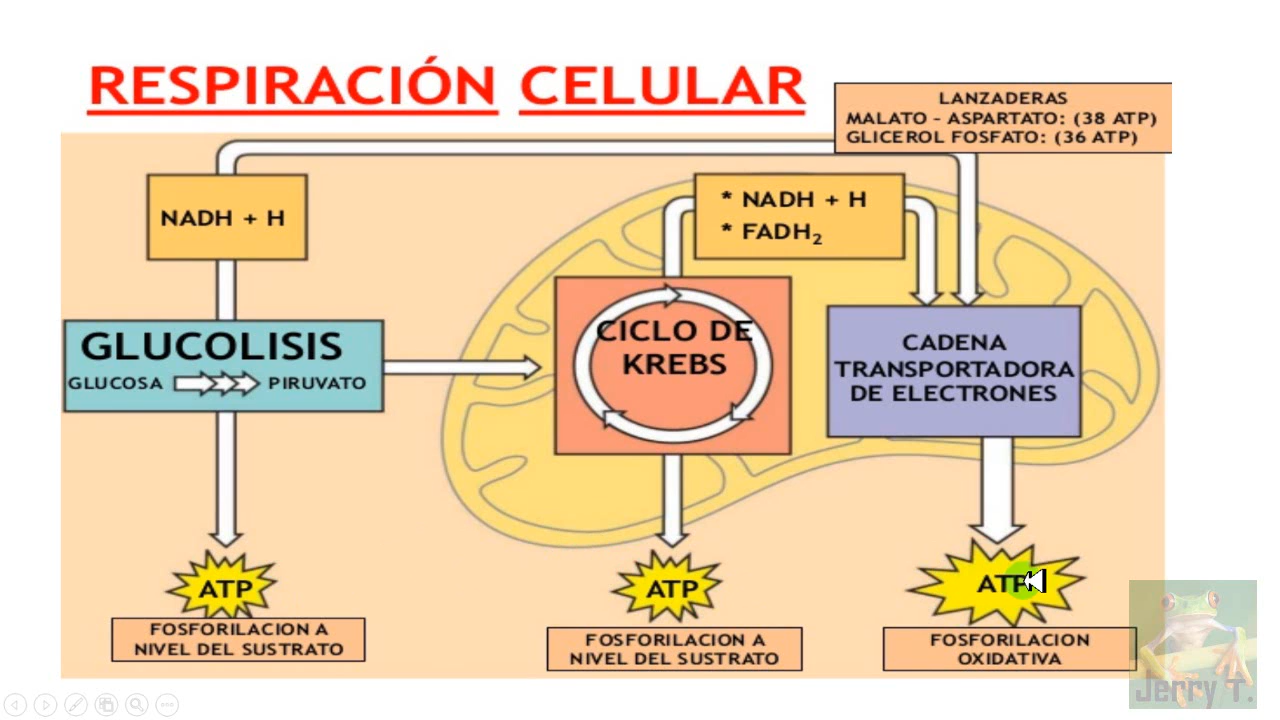 RESPIRACIÓN CELULAR
LANZADERAS
MALATO - ASPARTATO: (38 ATP)
GLICEROL FOSFATO: (36 ATP)
NADH + H
* NADH + H
* FADH₂
GLUCOLISIS
GLUCOSA PIRUVATO
CICLO DE
KREBS
CADENA
TRANSPORTADORA
DE ELECTRONES
ATP
FOSFORILACION A
NIVEL DEL SUSTRATO
ATP
FOSFORILACION A
NIVEL DEL SUSTRATO
ATP
FOSFORILACION
OXIDATIVA
Jerry T.